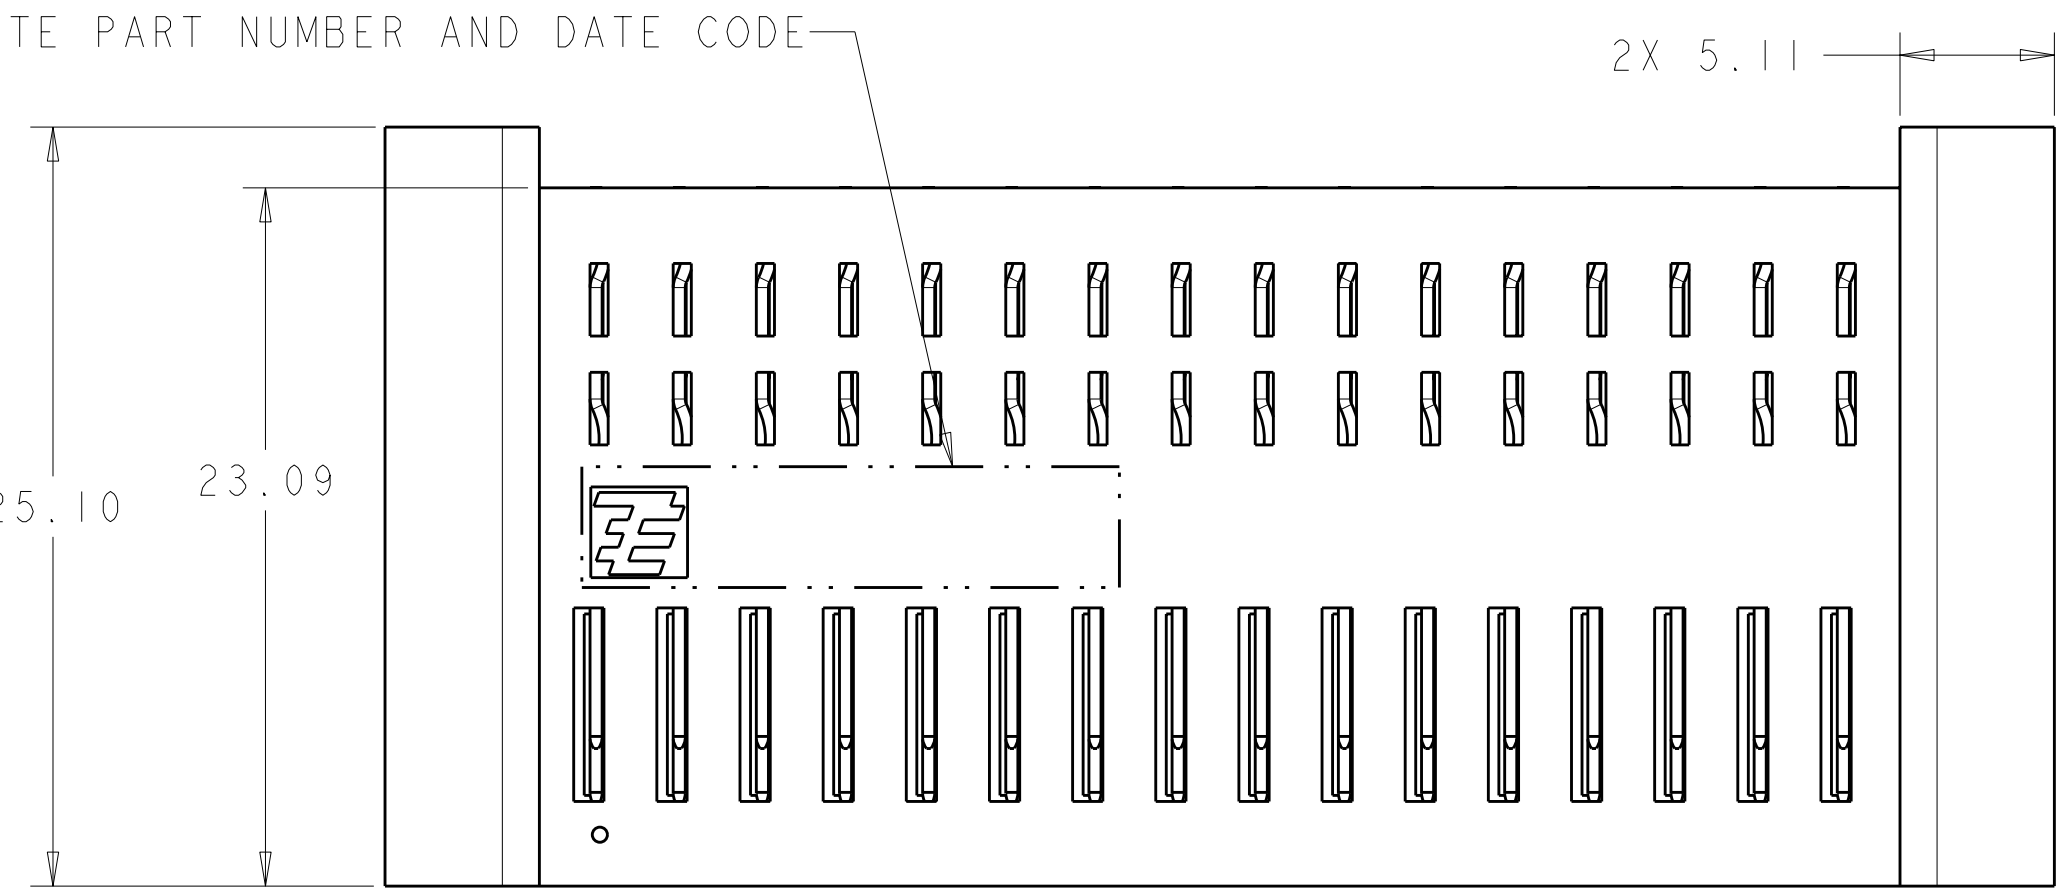 TE PART NUMBER AND DATE CODE
2X 5.11
23.09
25.10